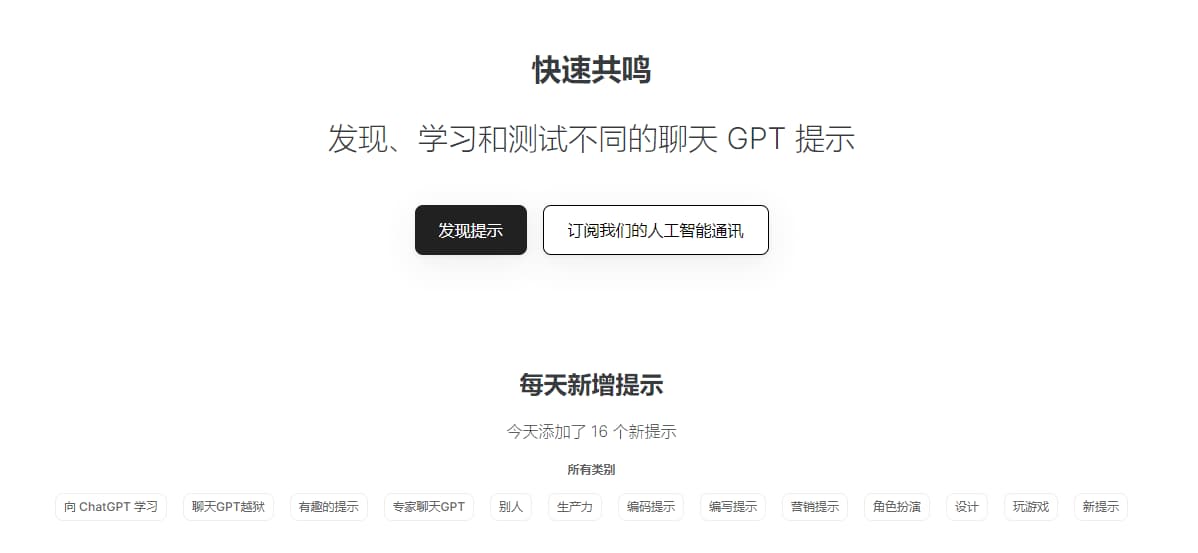 快速共鸣
发现、学习和测试不同的聊天 GPT 提示
发现提示 订阅我们的人工智能通讯
每天新增提示
今天添加了 16 个新提示
所有类别
向 ChatGPT 学习 聊天GPT越狱 有趣的提示 专家聊天GPT 别人 生产力 编码提示 编写提示 营销提示 角色扮演 设计 玩游戏 新提示